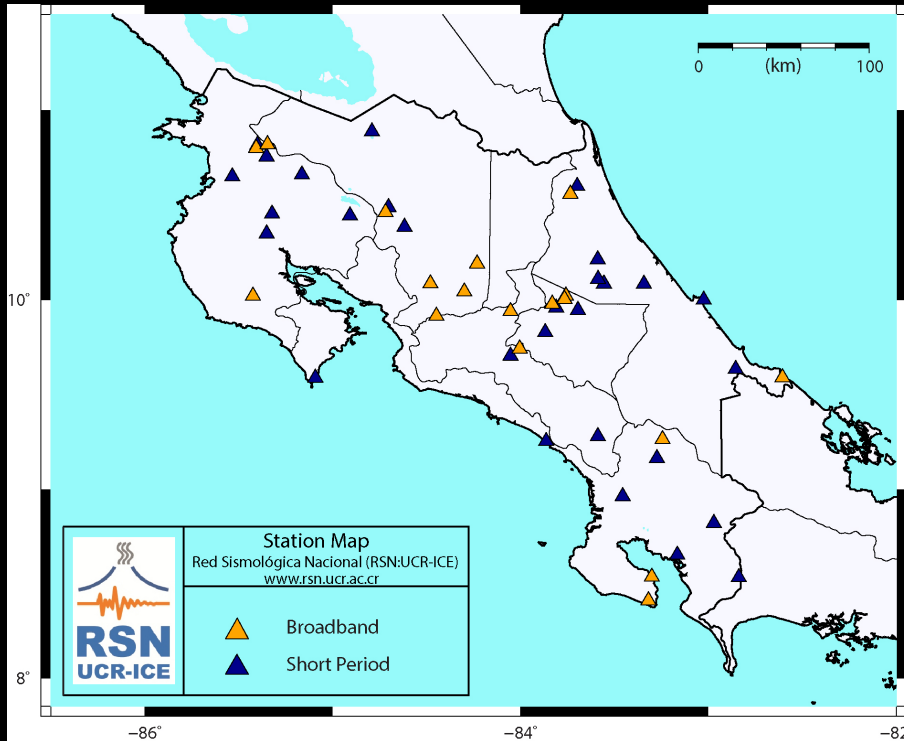 0 (km) 100
10°
8°
Station Map
Red Sismológica Nacional (RSN:UCR-ICE)
www.rsn.ucr.ac.cr
RSN
UCR-ICE
Broadband
Short Period
−86° −84° −82